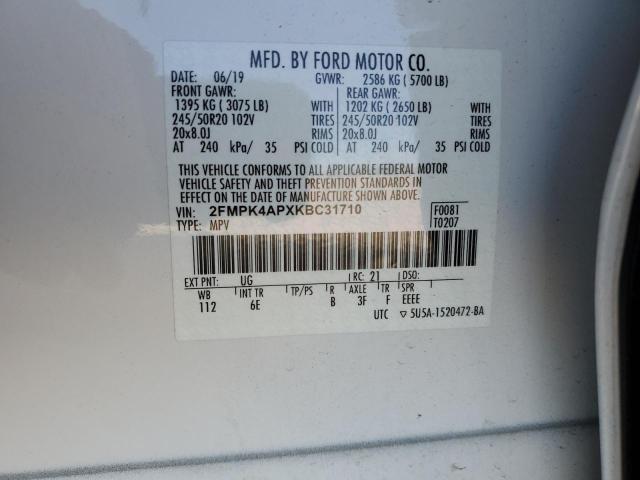 MFD. BY FORD MOTOR CO.
DATE: 06/19 GVWR: 2586 KG ( 5700 LB)
FRONT GAWR: REAR GAWR:
1395 KG ( 3075 LB) WITH 1202 KG ( 2650 LB) WITH
245/50R20 102V TIRES 245/50R20 102V TIRES
20x8.0J RIMS 20x8.0J RIMS
AT 240 kPa/ 35 PSI COLD AT 240 kPa/ 35 PSI COLD
THIS VEHICLE CONFORMS TO ALL APPLICABLE FEDERAL MOTOR
VEHICLE SAFETY AND THEFT PREVENTION STANDARDS IN
EFFECT ON THE DATE OF MANUFACTURE SHOWN ABOVE.
VIN: 2FMPK4APXKBC31710 F0081
TYPE: MPV T0207
EXT PNT: UG RC: 21 DSO:
WB INT TR TP/PS R AXLE TR SPR
112 6E B 3F F EEEE
UTC ▽ 5U5A-1520472-BA